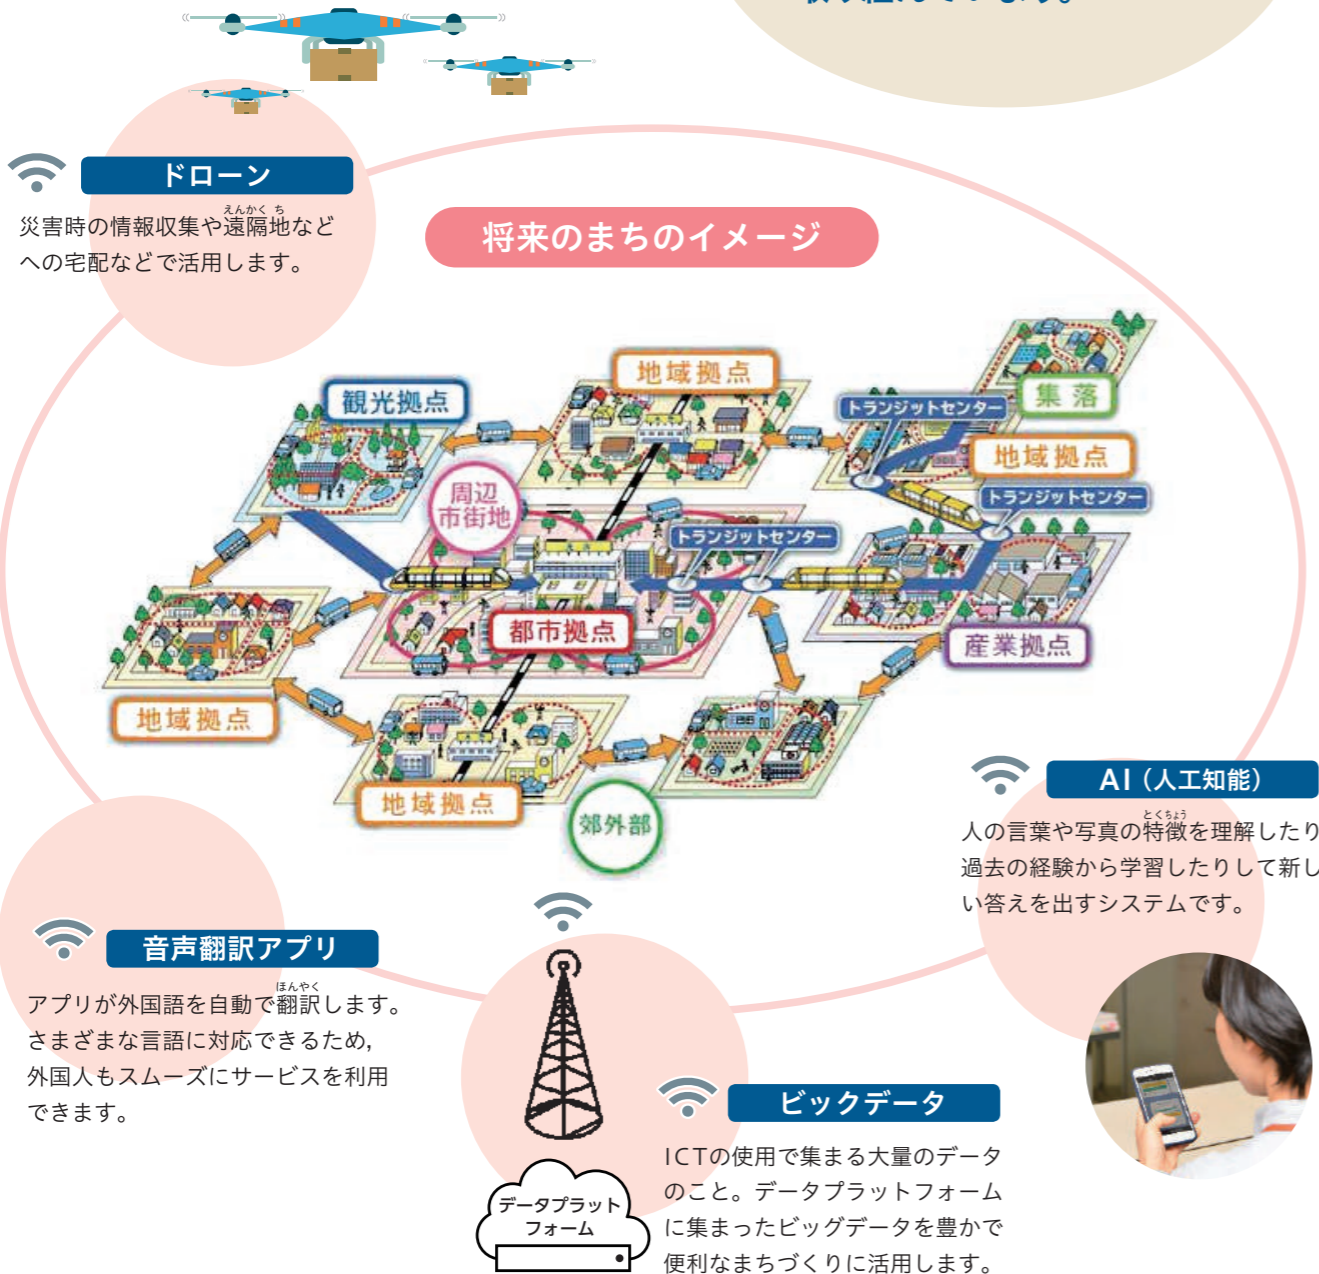 ドローン
災害時の情報収集や遠隔地など
えんかく ち
への宅配などで活用します。
将来のまちのイメージ
地域拠点
観光拠点
集落
トランジットセンター
地域拠点
周辺
市街地
トランジットセンター
トランジットセンター
都市拠点
産業拠点
地域拠点
地域拠点
郊外部
AI（人工知能）
とくちょう
人の言葉や写真の特徴を理解したり
過去の経験から学習したりして新し
い答えを出すシステムです。
音声翻訳アプリ
ほんやく
アプリが外国語を自動で翻訳します。
さまざまな言語に対応できるため，
外国人もスムーズにサービスを利用
できます。
ビックデータ
ICTの使用で集まる大量のデータ
のこと。データプラットフォーム
に集まったビッグデータを豊かで
便利なまちづくりに活用します。
データプラット
フォーム